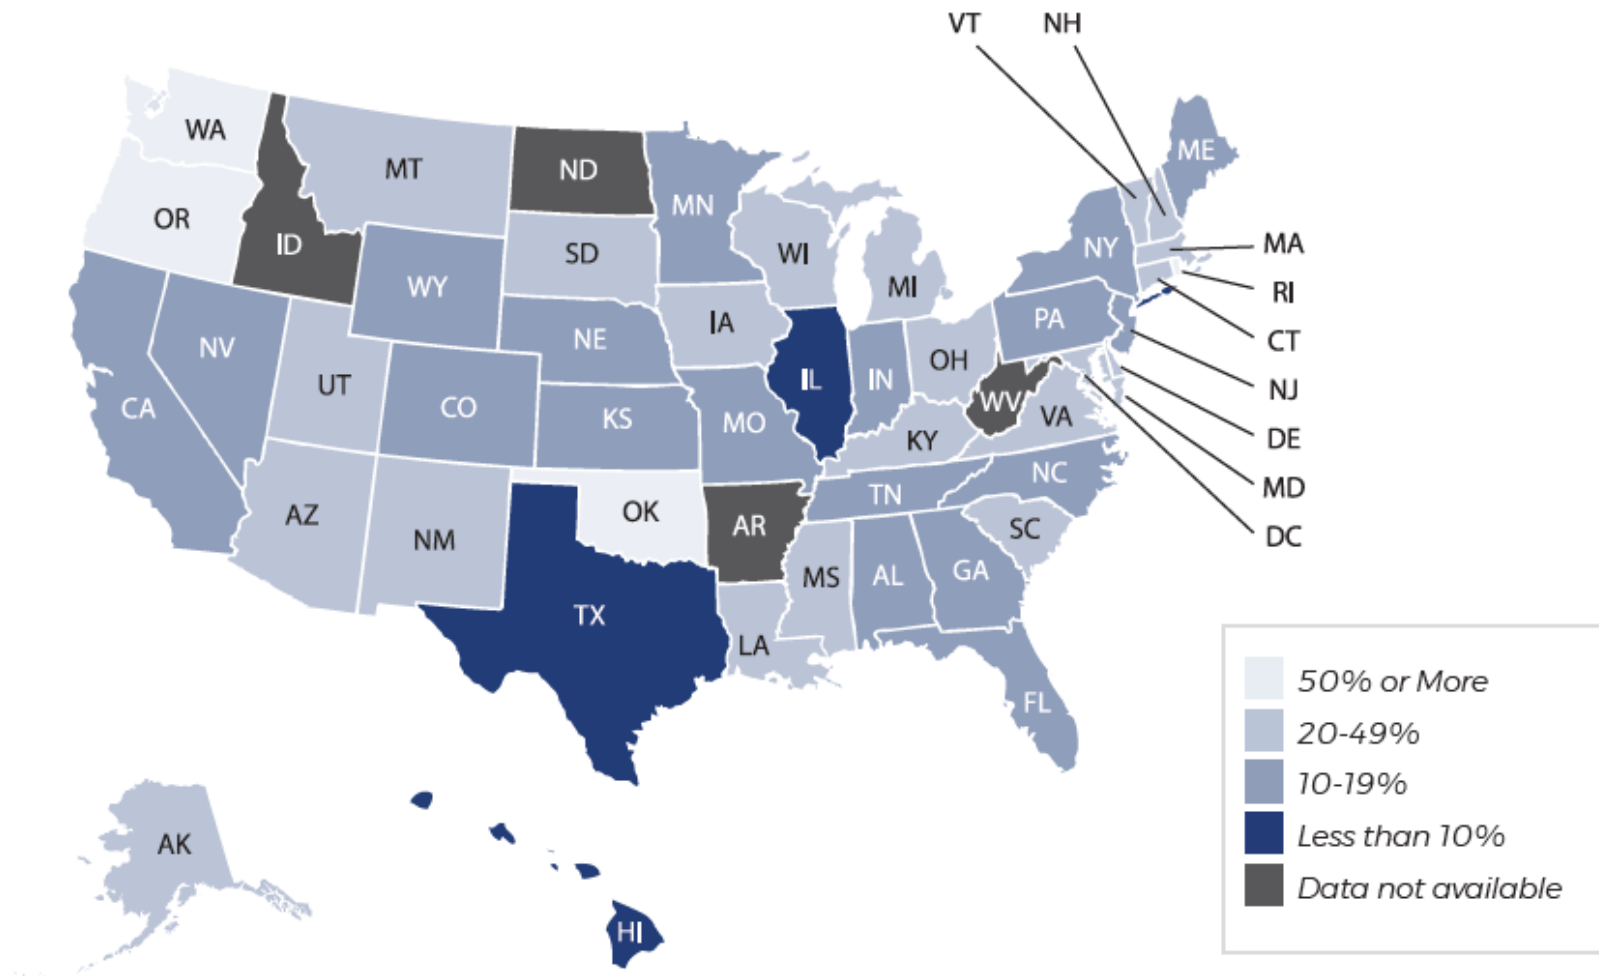 VT
NH
WA
MT
ND
ME
OR
MN
ID
SD
WI
NY
MA
MI
WY
RI
IA
PA
NE
CT
NV
OH
UT
IL
IN
NJ
CA
CO
WV
KS
MO
VA
DE
KY
NC
MD
TN
AZ
OK
AR
SC
NM
DC
MS
AL
GA
TX
LA
FL
AK
HI
50% or More
20-49%
10-19%
Less than 10%
Data not available